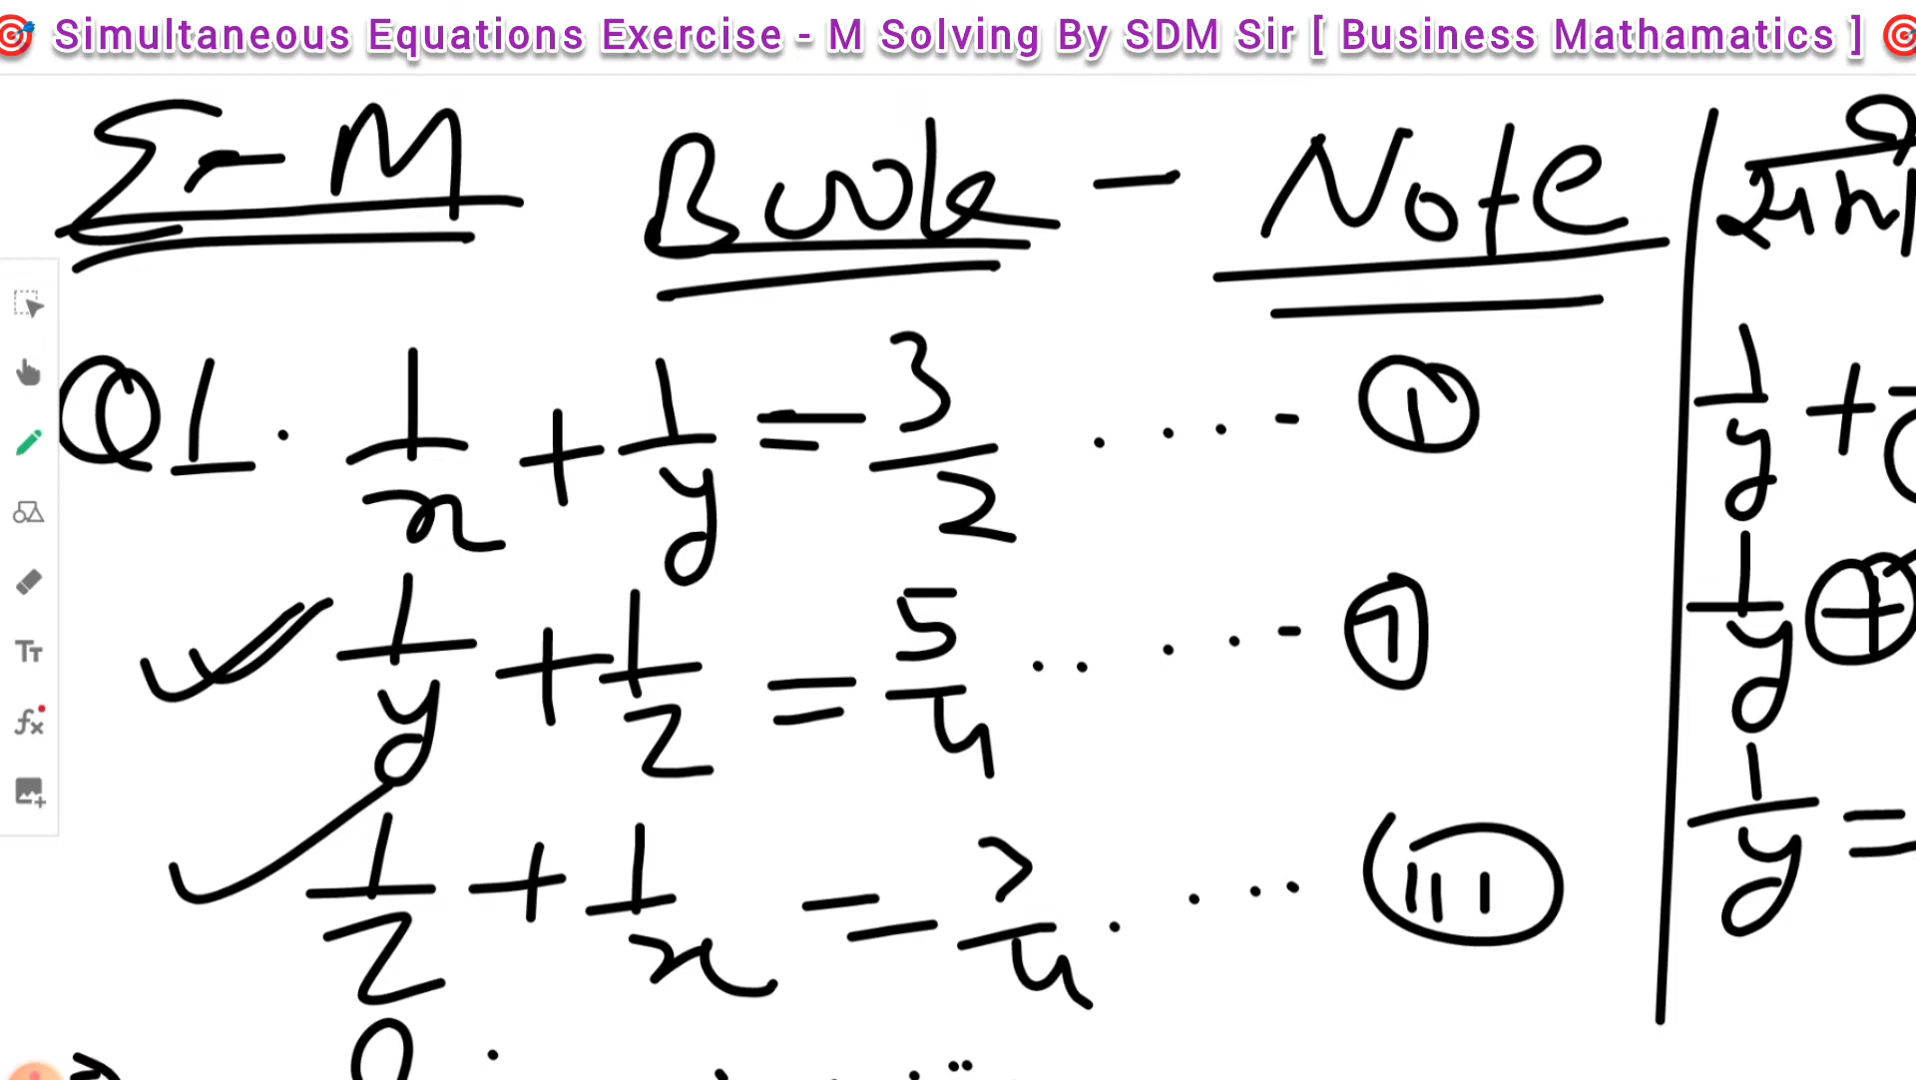 Simultaneous Equations Exercise - M Solving By SDM Sir [ Business Mathamatics ]
Σ-M Book - Note
Q1. 1/x + 1/y = 3/2 .... - (i)
1/y + 1/z = 5/4 .... - (ii)
1/z + 1/x = 7/4 .... (iii)
1/y +
1/y +
1/y =